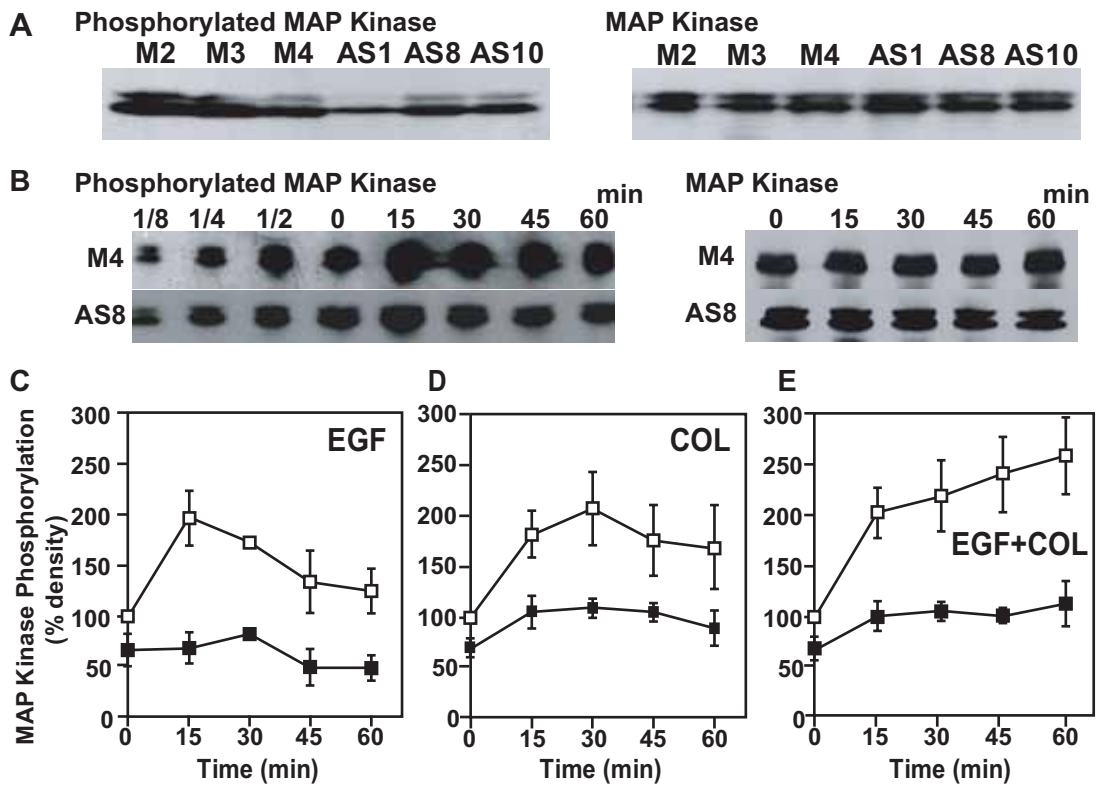 A
Phosphorylated MAP Kinase
M2 M3 M4 AS1 AS8 AS10
MAP Kinase
M2 M3 M4 AS1 AS8 AS10
B
Phosphorylated MAP Kinase
min
1/8 1/4 1/2 0 15 30 45 60
M4
AS8
MAP Kinase
min
0 15 30 45 60
M4
AS8
C
MAP Kinase Phosphorylation
(% density)
300
250
200
150
100
50
0
EGF
0 15 30 45 60
Time (min)
D
300
250
200
150
100
50
0
COL
0 15 30 45 60
Time (min)
E
300
250
200
150
100
50
0
EGF+COL
0 15 30 45 60
Time (min)